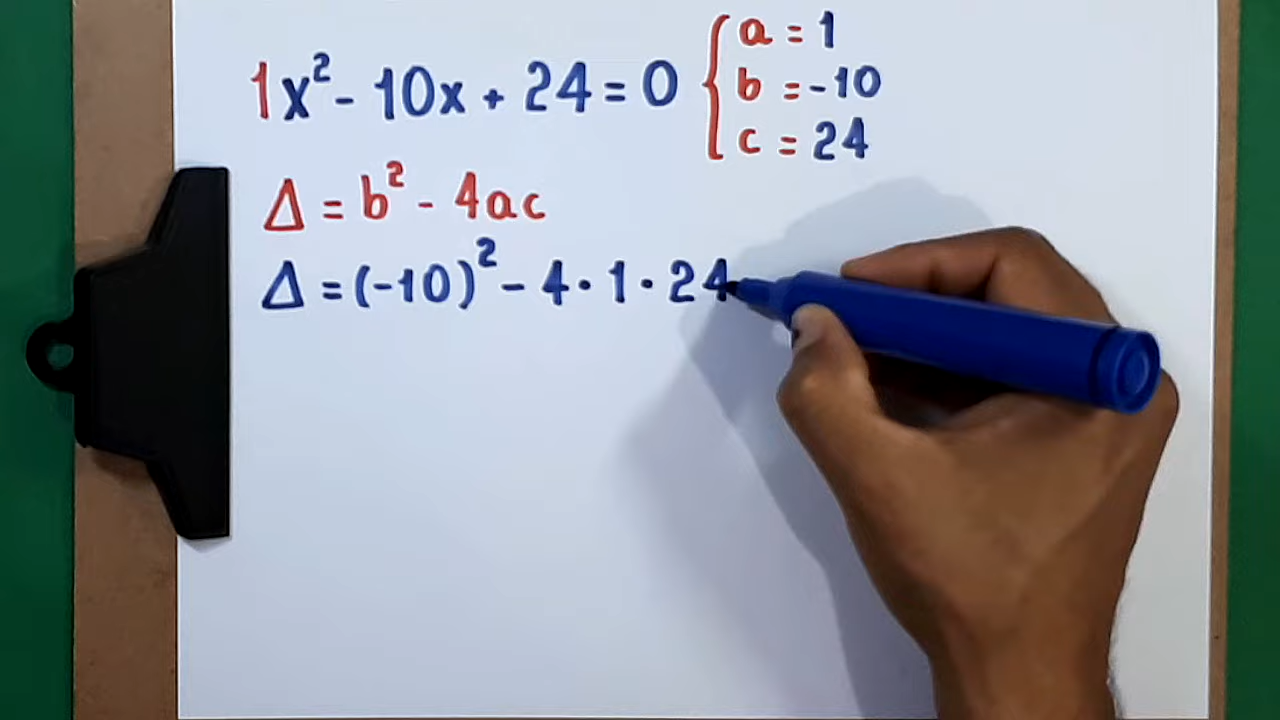 1x² - 10x + 24 = 0 { a = 1
b = -10
c = 24
Δ = b² - 4ac
Δ = (-10)² - 4 · 1 · 24